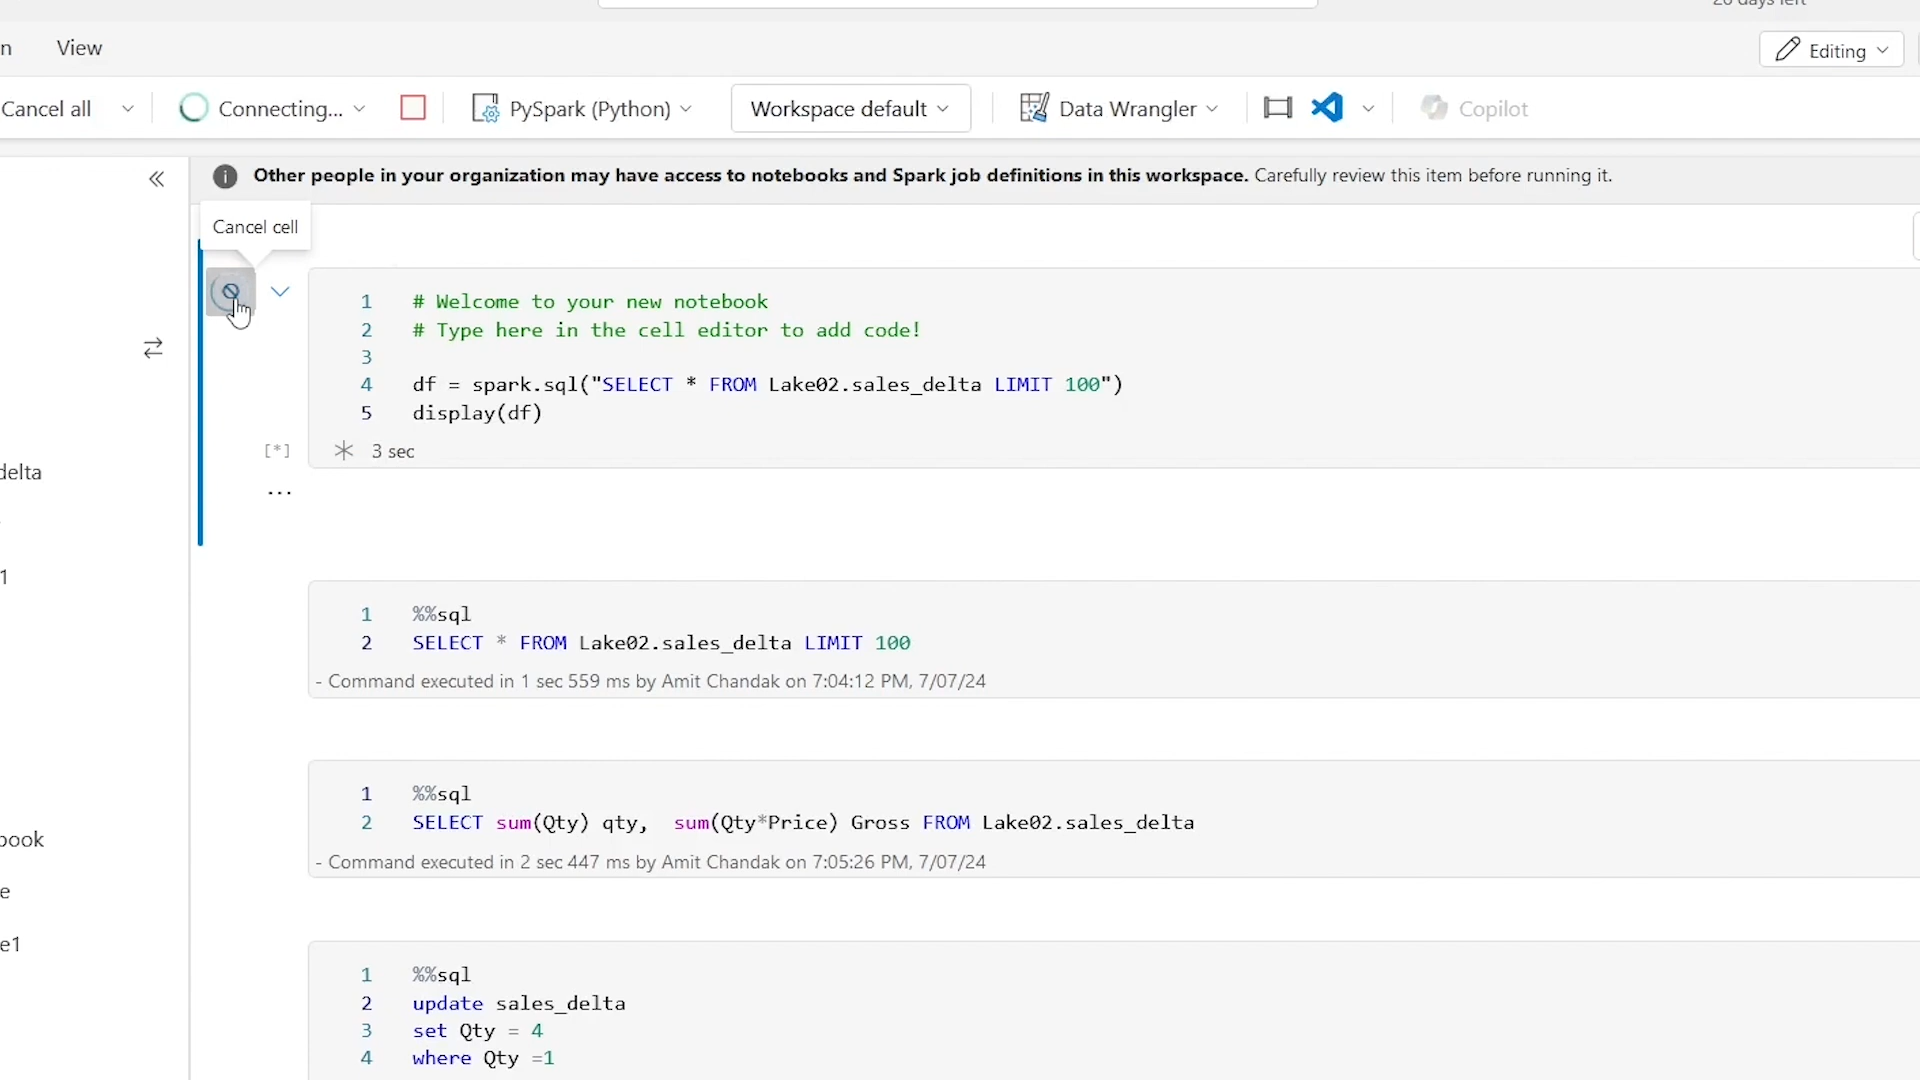 View
Editing
Cancel all
Connecting...
PySpark (Python)
Workspace default
Data Wrangler
Copilot
Other people in your organization may have access to notebooks and Spark job definitions in this workspace. Carefully review this item before running it.
Cancel cell
1 # Welcome to your new notebook
2 # Type here in the cell editor to add code!
3
4 df = spark.sql("SELECT * FROM Lake02.sales_delta LIMIT 100")
5 display(df)
[*] 3 sec
...
delta
1
1 %%sql
2 SELECT * FROM Lake02.sales_delta LIMIT 100
- Command executed in 1 sec 559 ms by Amit Chandak on 7:04:12 PM, 7/07/24
1 %%sql
2 SELECT sum(Qty) qty,  sum(Qty*Price) Gross FROM Lake02.sales_delta
- Command executed in 2 sec 447 ms by Amit Chandak on 7:05:26 PM, 7/07/24
book
e
e1
1 %%sql
2 update sales_delta
3 set Qty = 4
4 where Qty =1